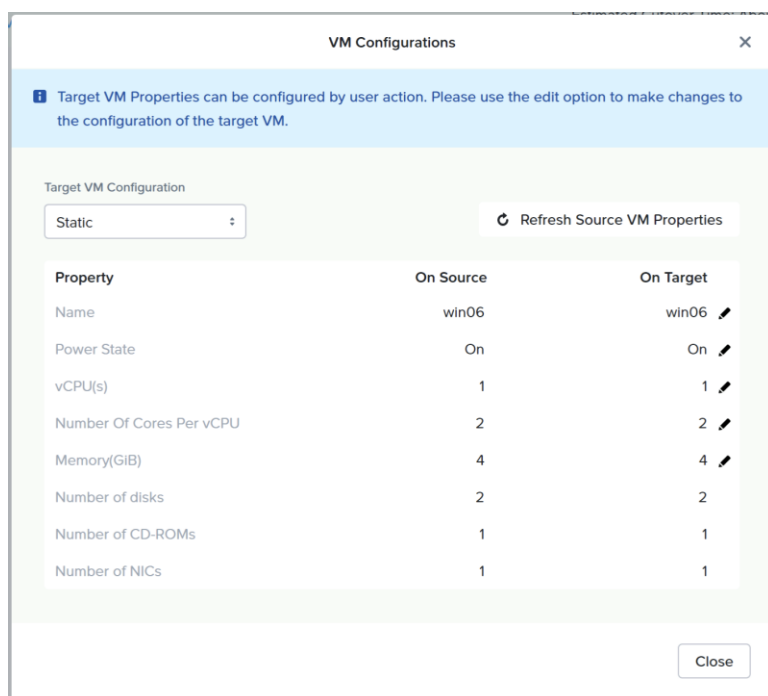 VM Configurations
Target VM Properties can be configured by user action. Please use the edit option to make changes to
the configuration of the target VM.
Target VM Configuration
Static
Refresh Source VM Properties
Property On Source On Target
Name win06 win06
Power State On On
vCPU(s) 1 1
Number Of Cores Per vCPU 2 2
Memory(GiB) 4 4
Number of disks 2 2
Number of CD-ROMs 1 1
Number of NICs 1 1
Close